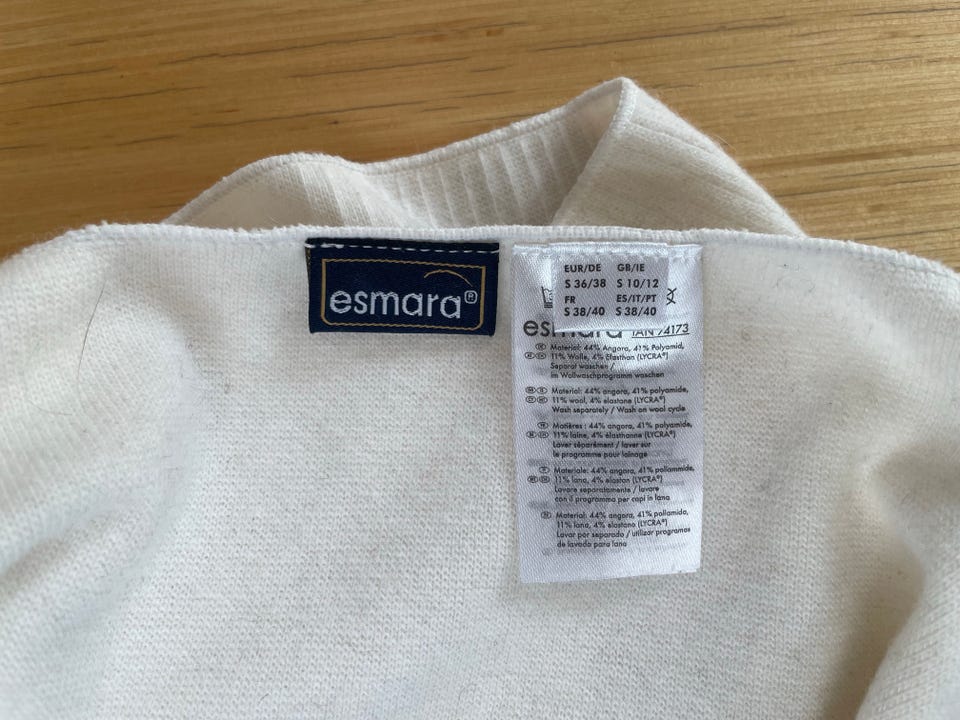 esmara®
EUR/DE GB/IE
S 36/38 S 10/12
FR ES/IT/PT
S 38/40 S 38/40
esmara IAN 74173
Material: 44% Angora, 41% Polyamid,
11% Wolle, 4% Elasthan (LYCRA®)
Separat waschen /
im Wollwaschprogramm waschen
Material: 44% angora, 41% polyamide,
11% wool, 4% elastane (LYCRA®)
Wash separately / Wash on wool cycle
Matières : 44% angora, 41% polyamide,
11% laine, 4% élasthanne (LYCRA®)
Laver séparément / laver sur
le programme pour lainage
Materiale: 44% angora, 41% poliammide,
11% lana, 4% elastan (LYCRA®)
Lavare separatamente / lavare
con il programma per capi in lana
Material: 44% angora, 41% poliamida,
11% lana, 4% elastano (LYCRA®)
Lavar por separado / utilizar programas
de lavado para lana